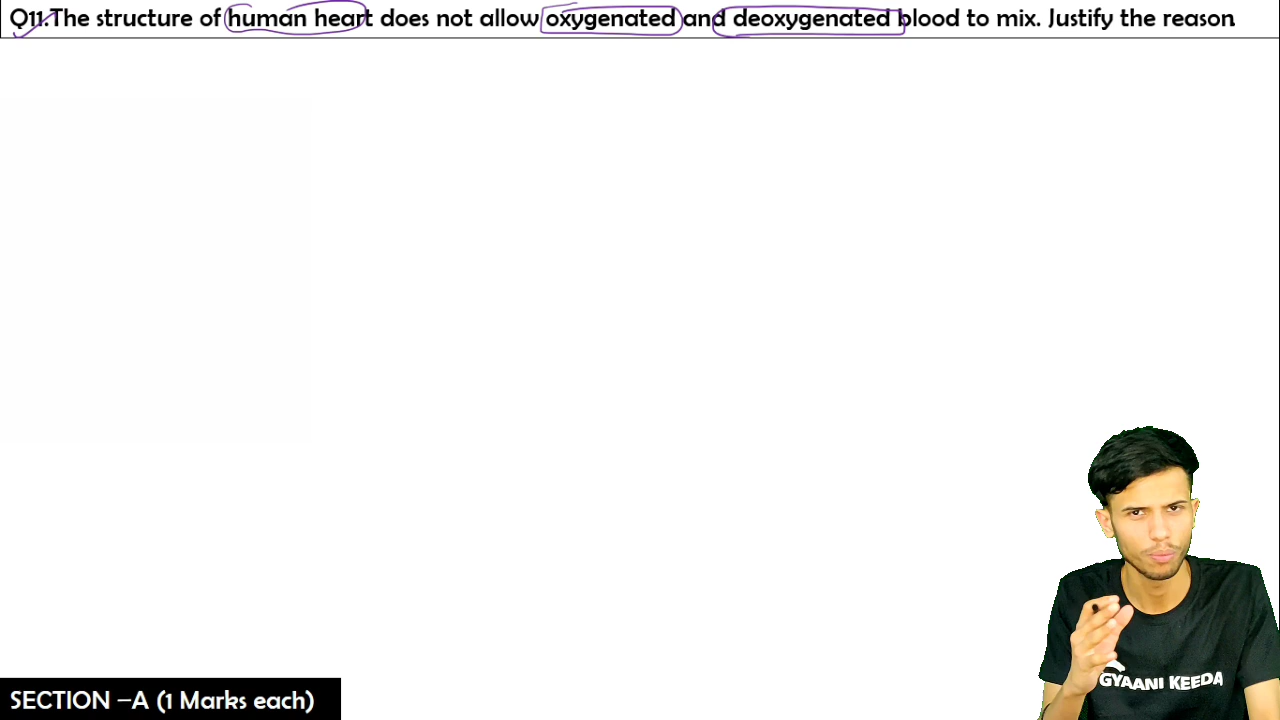 Q11.The structure of human heart does not allow oxygenated and deoxygenated blood to mix. Justify the reason
GYAANI KEEDA
SECTION –A (1 Marks each)